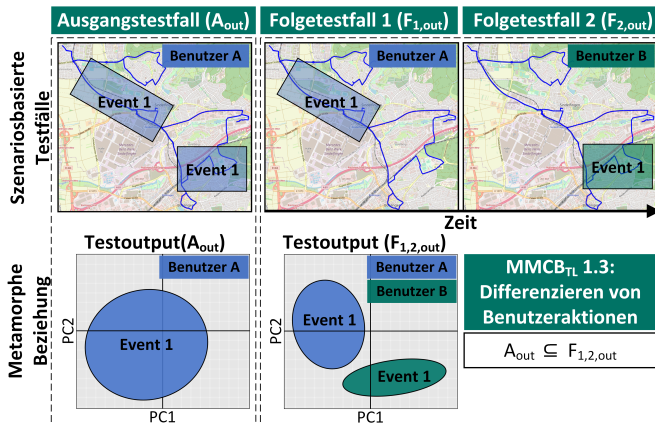 Ausgangstestfall (Aout)
Folgetestfall 1 (F1,out)
Folgetestfall 2 (F2,out)
Szenariosbasierte
Testfälle
Benutzer A
Event 1
Event 1
Benutzer A
Event 1
Benutzer B
Event 1
Zeit
Metamorphe
Beziehung
Testoutput(Aout)
Benutzer A
Event 1
PC2
PC1
Testoutput (F1,2,out)
Benutzer A
Benutzer B
Event 1
Event 1
PC2
PC1
MMCBTL 1.3:
Differenzieren von
Benutzeraktionen
Aout ⊆ F1,2,out